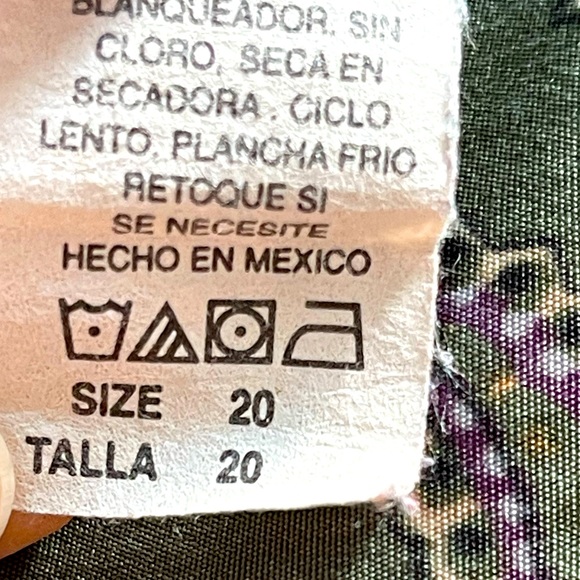 BLANQUEADOR. SIN
CLORO, SECA EN
SECADORA . CICLO
LENTO, PLANCHA FRIO
RETOQUE SI
SE NECESITE
HECHO EN MEXICO
SIZE 20
TALLA 20